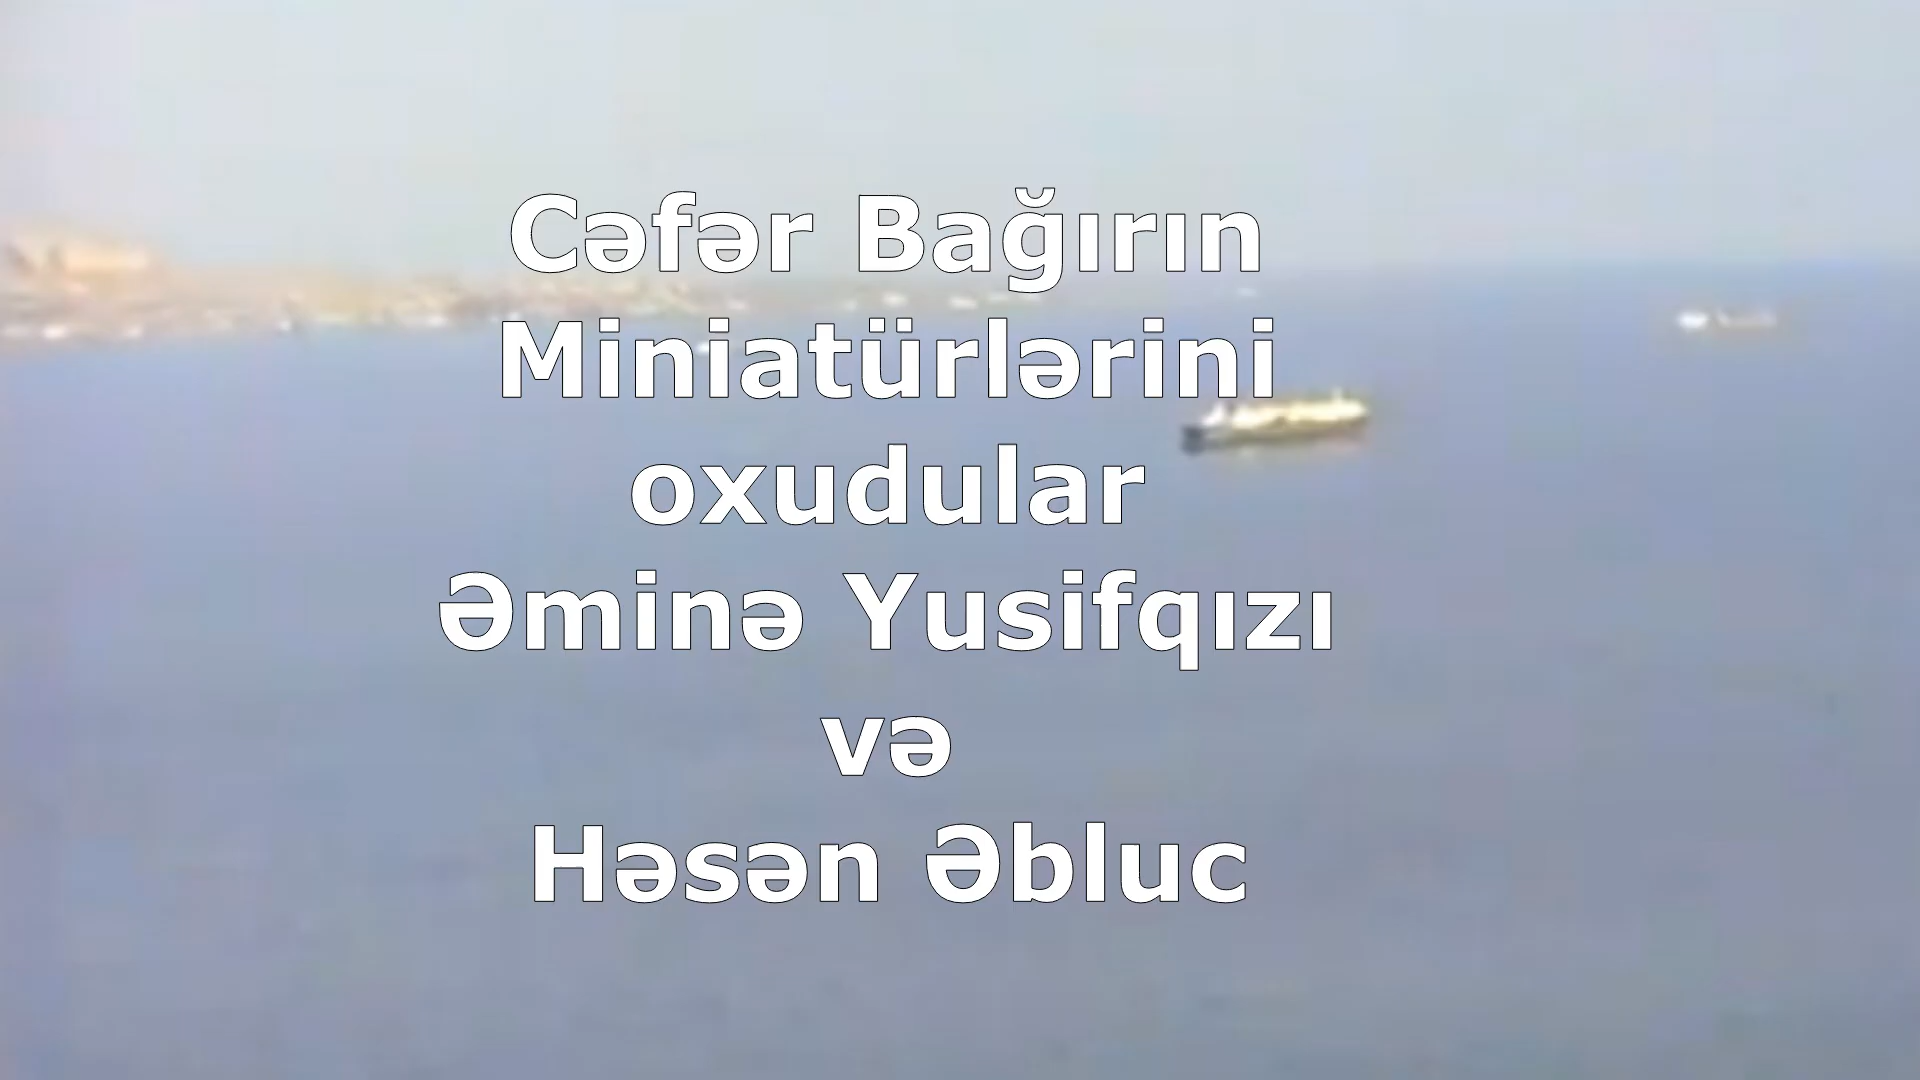 Cəfər Bağırın
Miniatürlərini
oxudular
Əminə Yusifqızı
və
Həsən Əbluc